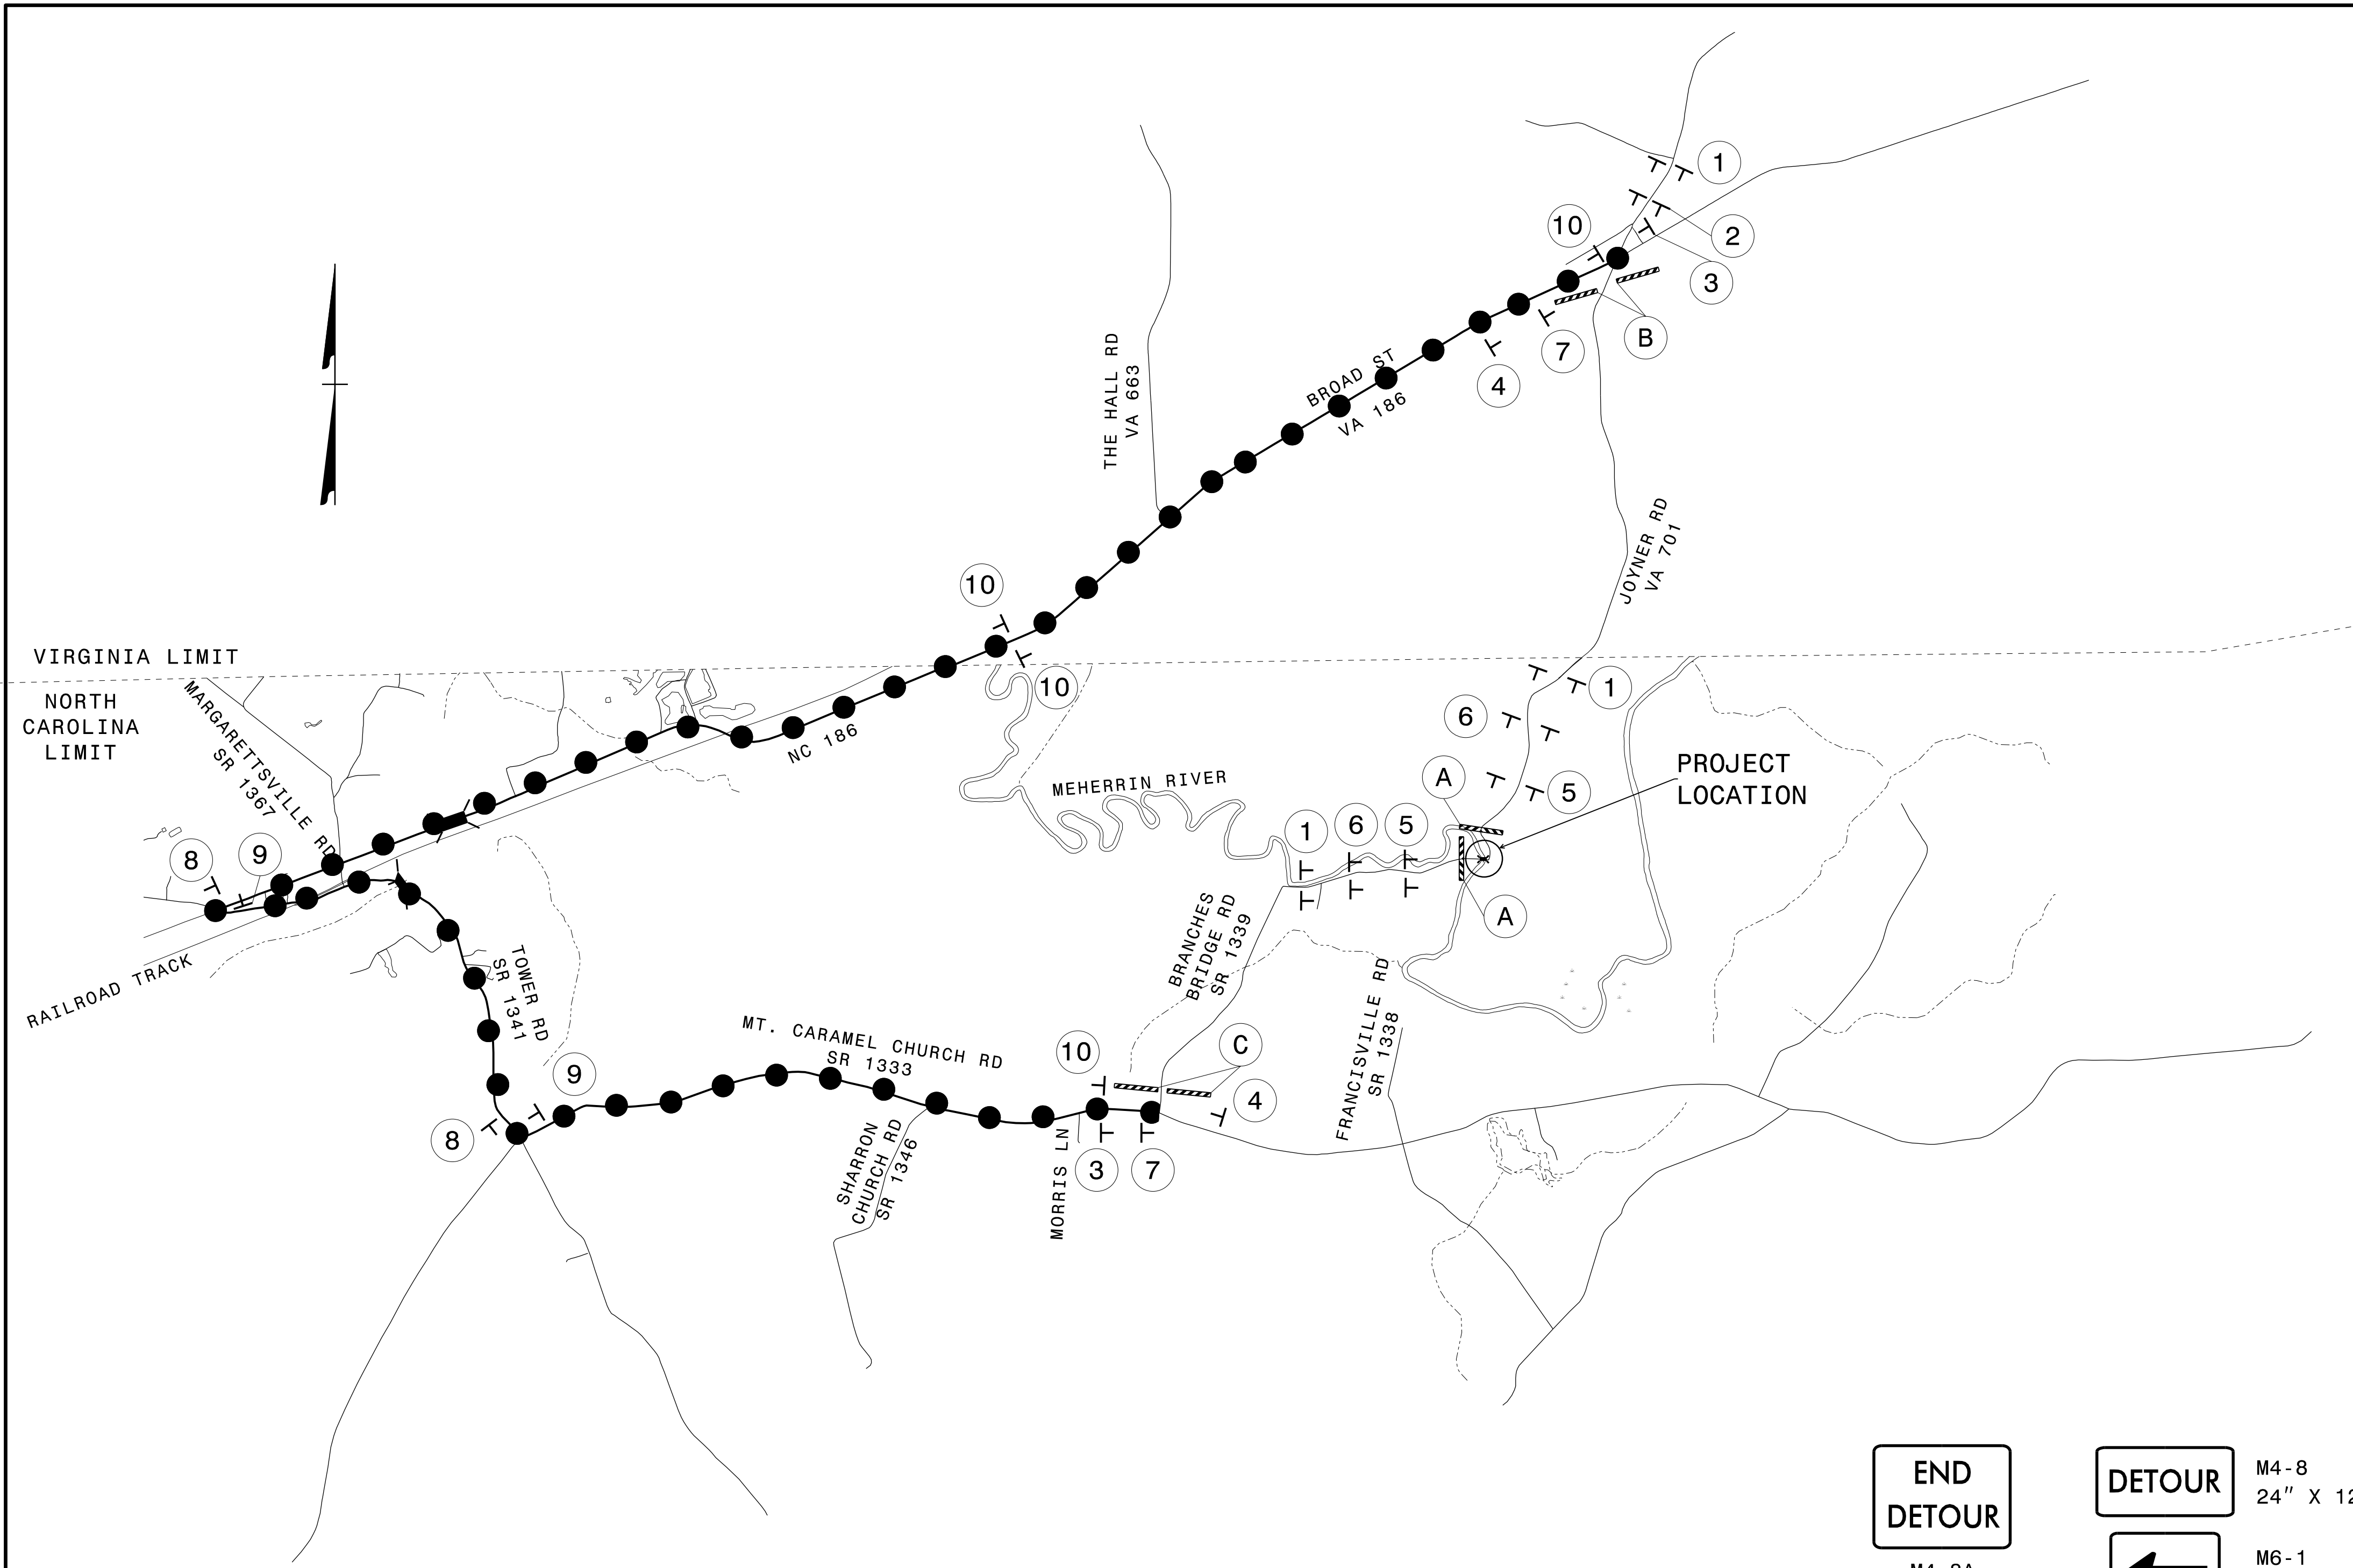 1
10
2
3
B
7
4
THE HALL RD
VA 663
BROAD ST
VA 186
JOYNER RD
VA 701
10
10
VIRGINIA LIMIT
NORTH
CAROLINA
LIMIT
MARGARETTSVILLE RD
SR 1367
NC 186
1
6
PROJECT
LOCATION
A
5
MEHERRIN RIVER
1
6
5
8
9
A
BRANCHES
BRIDGE RD
SR 1339
RAILROAD TRACK
TOWER RD
SR 1341
FRANCISVILLE RD
SR 1338
MT. CARAMEL CHURCH RD
SR 1333
10
C
9
4
8
SHARRON
CHURCH RD
SR 1346
MORRIS LN
3
7
END
DETOUR
DETOUR
M4-8
24" X 12
M6-1